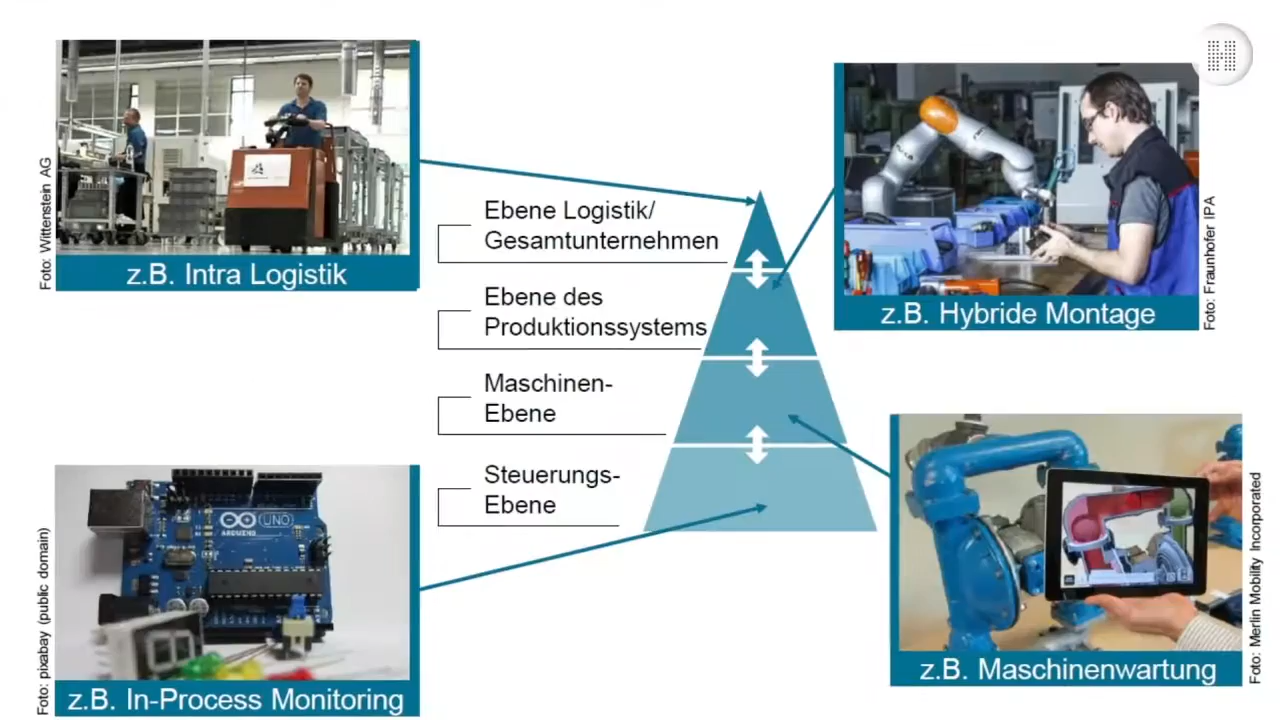 Foto: Wittenstein AG
z.B. Intra Logistik
Ebene Logistik/
Gesamtunternehmen
Ebene des
Produktionssystems
Maschinen-
Ebene
Steuerungs-
Ebene
z.B. Hybride Montage
Foto: Fraunhofer IPA
UNO
ARDUINO
Foto: pixabay (public domain)
z.B. In-Process Monitoring
z.B. Maschinenwartung
Foto: Merlin Mobility Incorporated